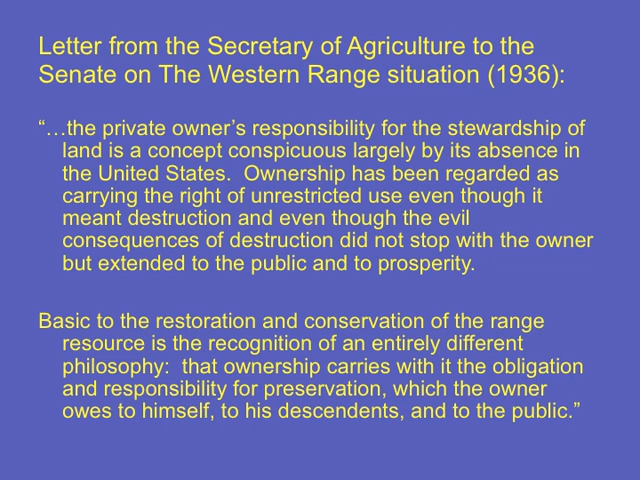 Letter from the Secretary of Agriculture to the
Senate on The Western Range situation (1936):
“…the private owner’s responsibility for the stewardship of
land is a concept conspicuous largely by its absence in
the United States.  Ownership has been regarded as
carrying the right of unrestricted use even though it
meant destruction and even though the evil
consequences of destruction did not stop with the owner
but extended to the public and to prosperity.
Basic to the restoration and conservation of the range
resource is the recognition of an entirely different
philosophy:  that ownership carries with it the obligation
and responsibility for preservation, which the owner
owes to himself, to his descendents, and to the public.”